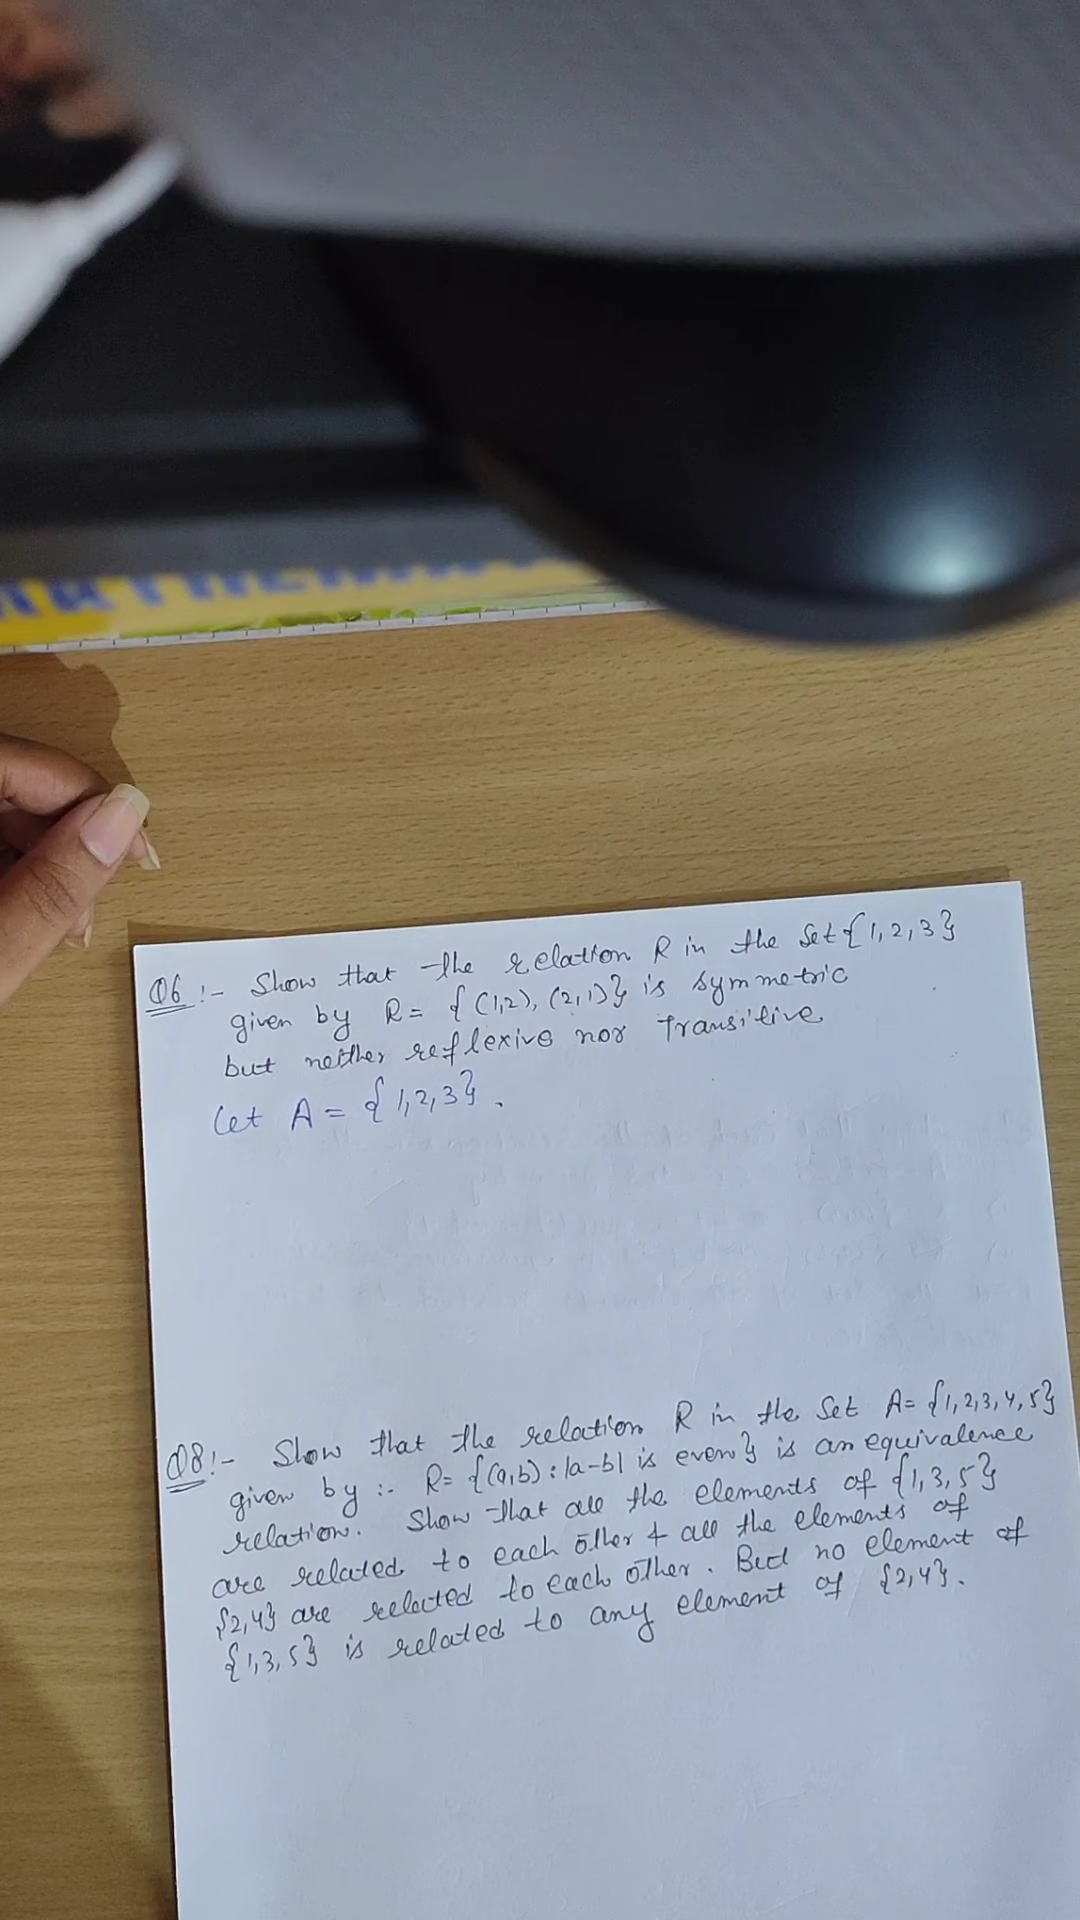 Q6 :- Show that the relation R in the set {1,2,3}
given by R = {(1,2), (2,1)} is symmetric
but neither reflexive nor transitive
Let A = {1,2,3}.
Q8 :- Show that the relation R in the set A = {1,2,3,4,5}
given by :- R = {(a,b) : |a-b| is even} is an equivalence
relation. Show that all the elements of {1,3,5}
are related to each other & all the elements of
{2,4} are related to each other. But no element of
{1,3,5} is related to any element of {2,4}.